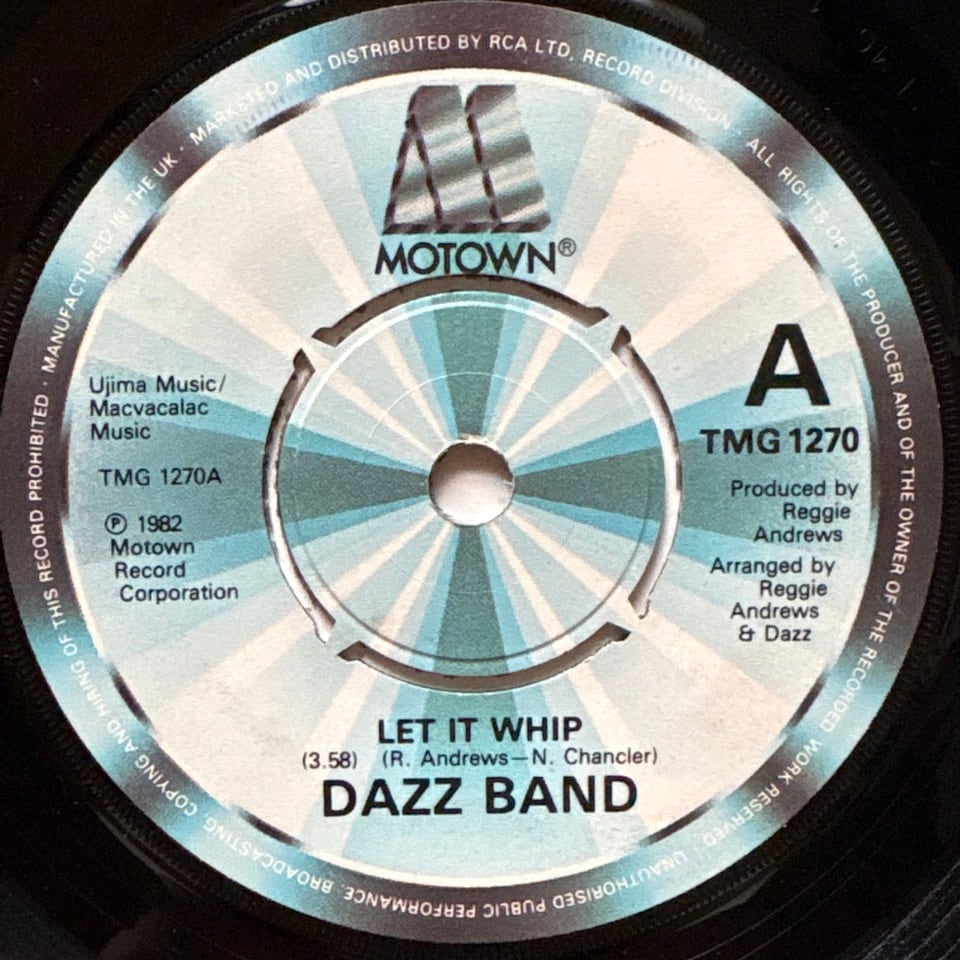 MANUFACTURED IN THE UK · MARKETED AND DISTRIBUTED BY RCA LTD, RECORD DIVISION · ALL RIGHTS OF THE PRODUCER AND OF THE OWNER OF THE RECORDED WORK RESERVED · UNAUTHORISED PUBLIC PERFORMANCE, BROADCASTING, COPYING AND HIRING OF THIS RECORD PROHIBITED ·
MOTOWN®
A
TMG 1270
Ujima Music/
Macvacalac
Music
TMG 1270A
℗ 1982
Motown
Record
Corporation
Produced by
Reggie
Andrews
Arranged by
Reggie
Andrews
& Dazz
LET IT WHIP
(3.58) (R. Andrews—N. Chancler)
DAZZ BAND